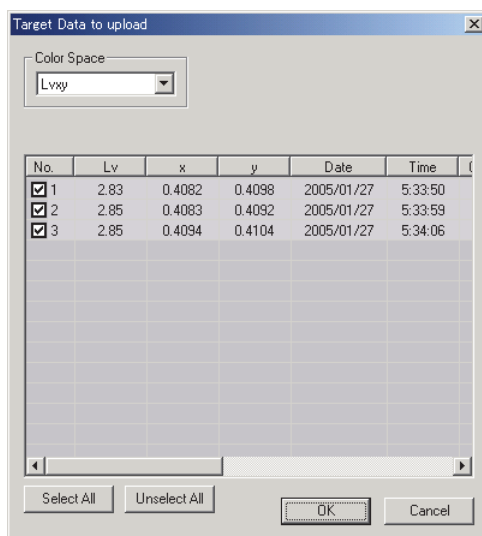 Target Data to upload
Color Space
Lvxy
No. Lv x y Date Time
1 2.83 0.4082 0.4098 2005/01/27 5:33:50
2 2.85 0.4083 0.4092 2005/01/27 5:33:59
3 2.85 0.4094 0.4104 2005/01/27 5:34:06
Select All Unselect All OK Cancel